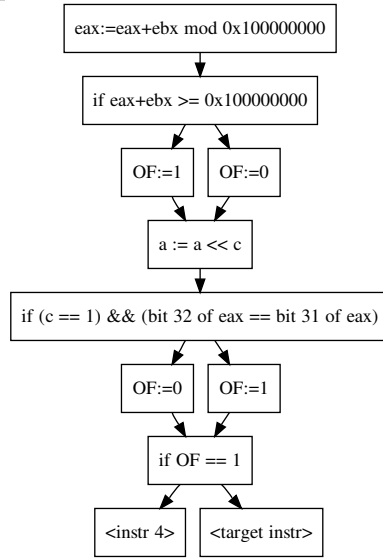 eax:=eax+ebx mod 0x100000000
if eax+ebx >= 0x100000000
OF:=1
OF:=0
a := a << c
if (c == 1) && (bit 32 of eax == bit 31 of eax)
OF:=0
OF:=1
if OF == 1
<instr 4>
<target instr>